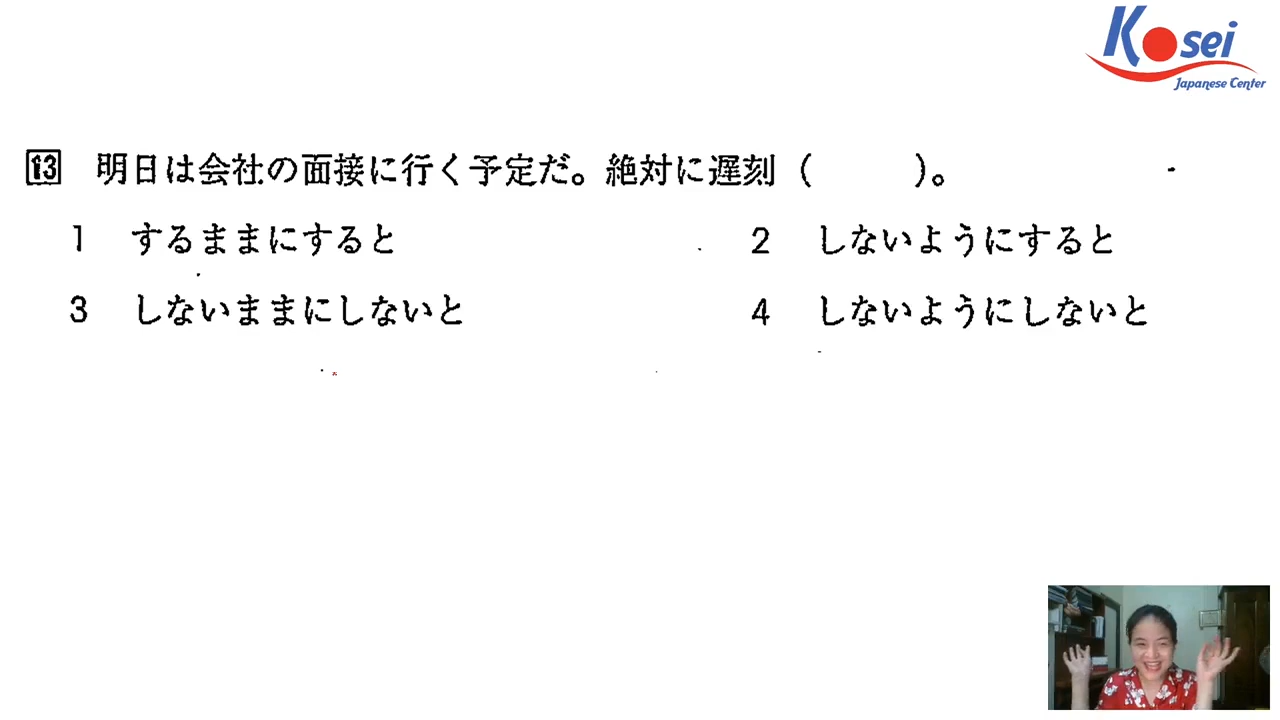 Kosei
Japanese Center
13 明日は会社の面接に行く予定だ。絶対に遅刻（　　）。
1 するままにすると
2 しないようにすると
3 しないままにしないと
4 しないようにしないと